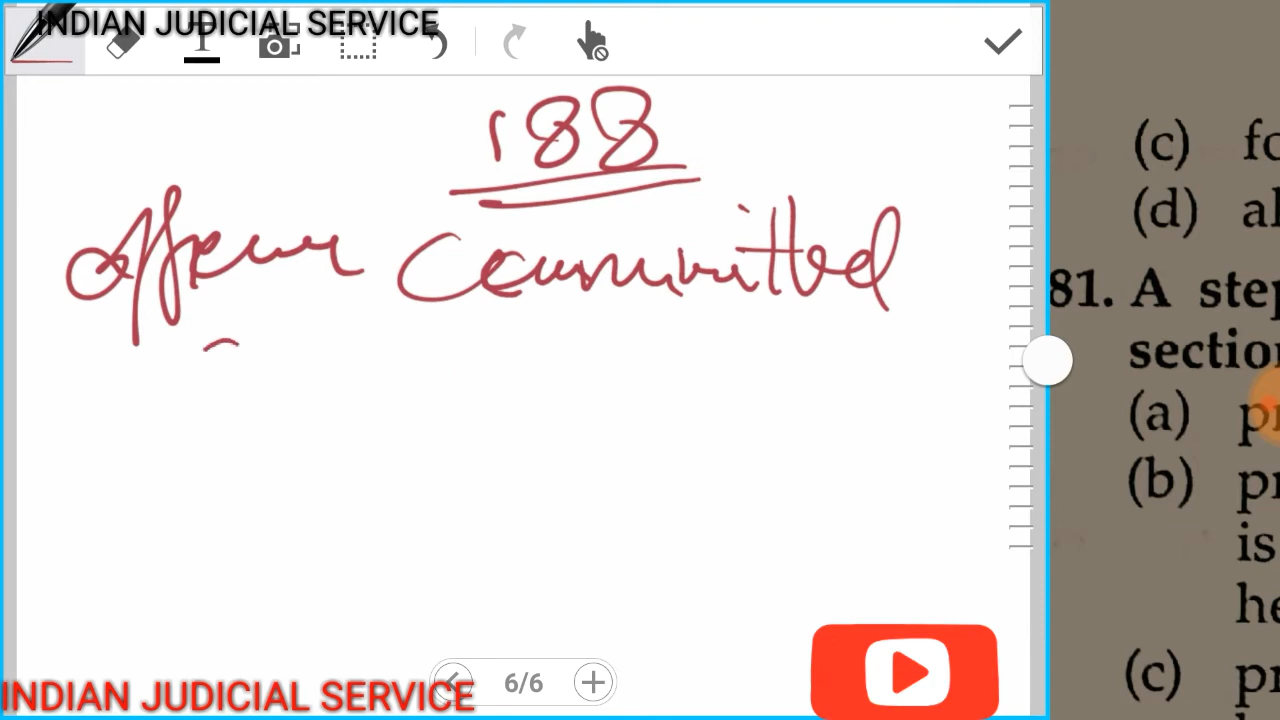 INDIAN JUDICIAL SERVICE
T
188
offence Committed
6/6
INDIAN JUDICIAL SERVICE
(c) fo
(d) al
81. A step
section
(a) pr
(b) pr
is
he
(c) pr